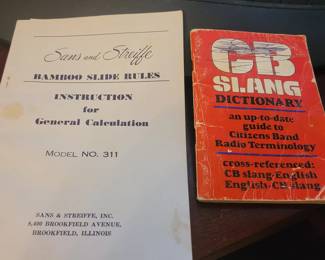 Sans and Streiffe
BAMBOO SLIDE RULES
INSTRUCTION
for
General Calculation
MODEL NO. 311
SANS & STREIFFE, INC.
8,400 BROOKFIELD AVENUE,
BROOKFIELD, ILLINOIS
CB
SLANG
DICTIONARY
an up-to-date
guide to
Citizens Band
Radio Terminology
cross-referenced:
CB slang-English
English-CB slang